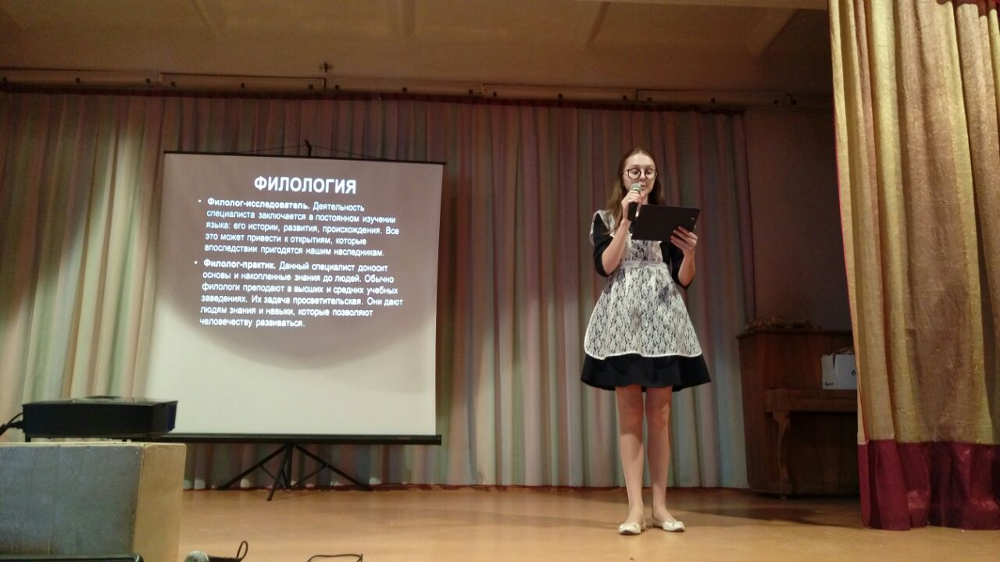 ФИЛОЛОГИЯ
• Филолог-исследователь. Деятельность
специалиста заключается в постоянном изучении
языка: его истории, развития, происхождения. Все
это может привести к открытиям, которые
впоследствии пригодятся нашим наследникам.
• Филолог-практик. Данный специалист доносит
основы и накопленные знания до людей. Обычно
филологи преподают в высших и средних учебных
заведениях. Их задача просветительская. Они дают
людям знания и навыки, которые позволяют
человечеству развиваться.